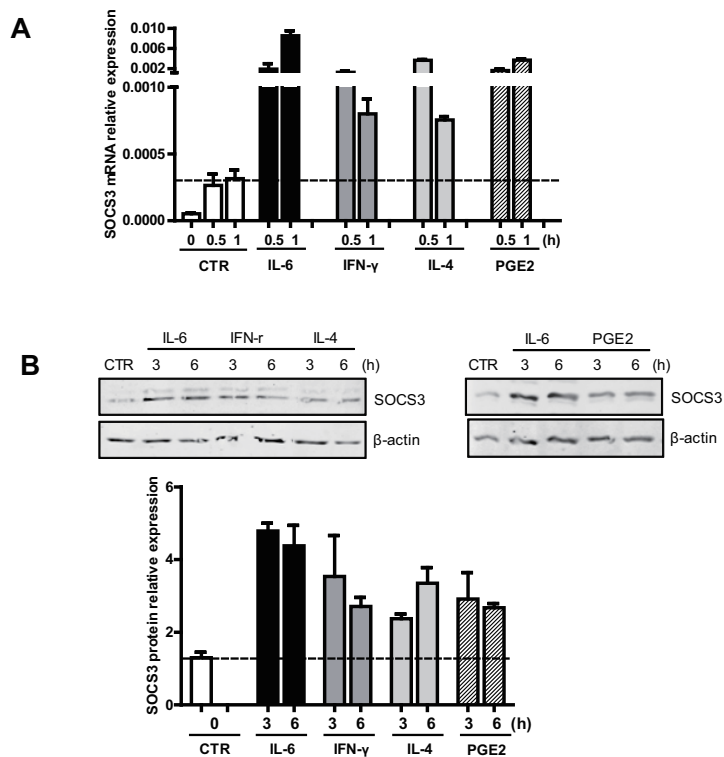 A
SOCS3 mRNA relative expression
0.010
0.006
0.002
0.0010
0.0005
0.0000
0 0.5 1 0.5 1 0.5 1 0.5 1 0.5 1 (h)
CTR IL-6 IFN-γ IL-4 PGE2
B
IL-6 IFN-r IL-4
CTR 3 6 3 6 3 6 (h)
SOCS3
β-actin
IL-6 PGE2
CTR 3 6 3 6 (h)
SOCS3
β-actin
SOCS3 protein relative expression
6
4
2
0
0 3 6 3 6 3 6 3 6 (h)
CTR IL-6 IFN-γ IL-4 PGE2